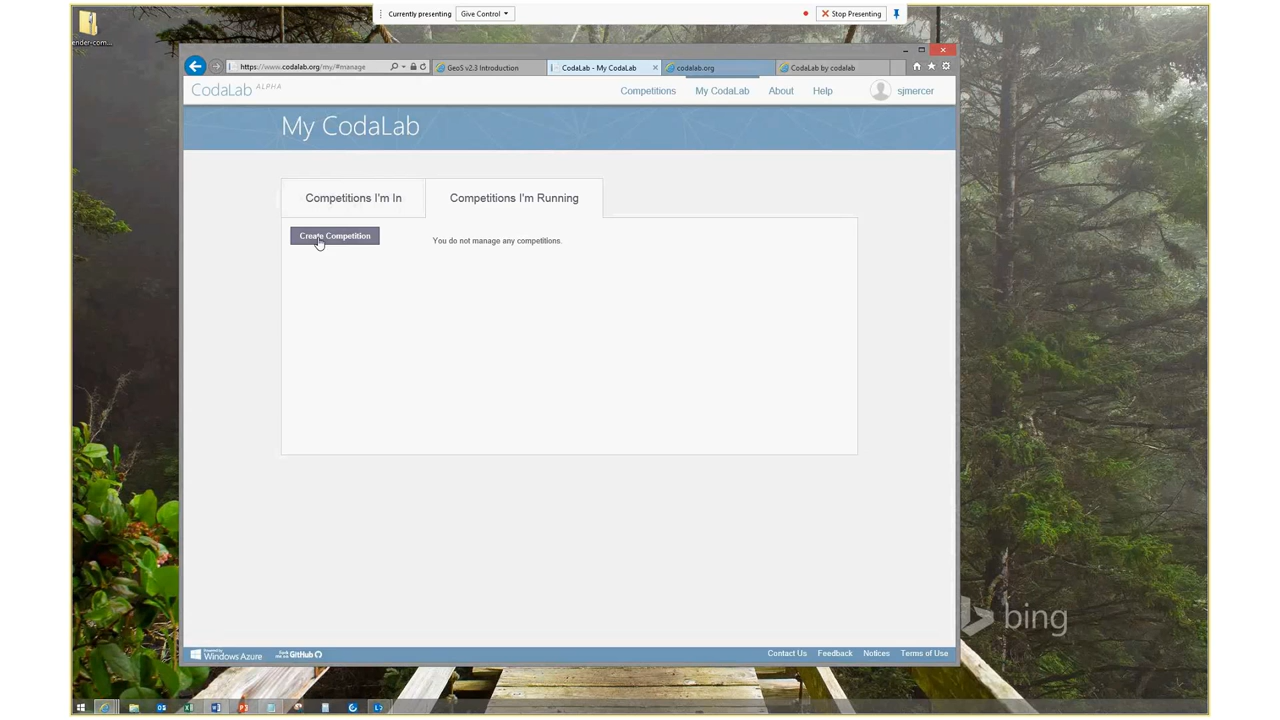 Currently presenting Give Control Stop Presenting
ender-com...
https://www.codalab.org/my/#manage GeoS v2.3 Introduction CodaLab - My CodaLab codalab.org CodaLab by codalab
CodaLab ALPHA Competitions My CodaLab About Help sjmercer
My CodaLab
Competitions I'm In Competitions I'm Running
Create Competition You do not manage any competitions.
bing
Windows Azure GitHub Contact Us Feedback Notices Terms of Use